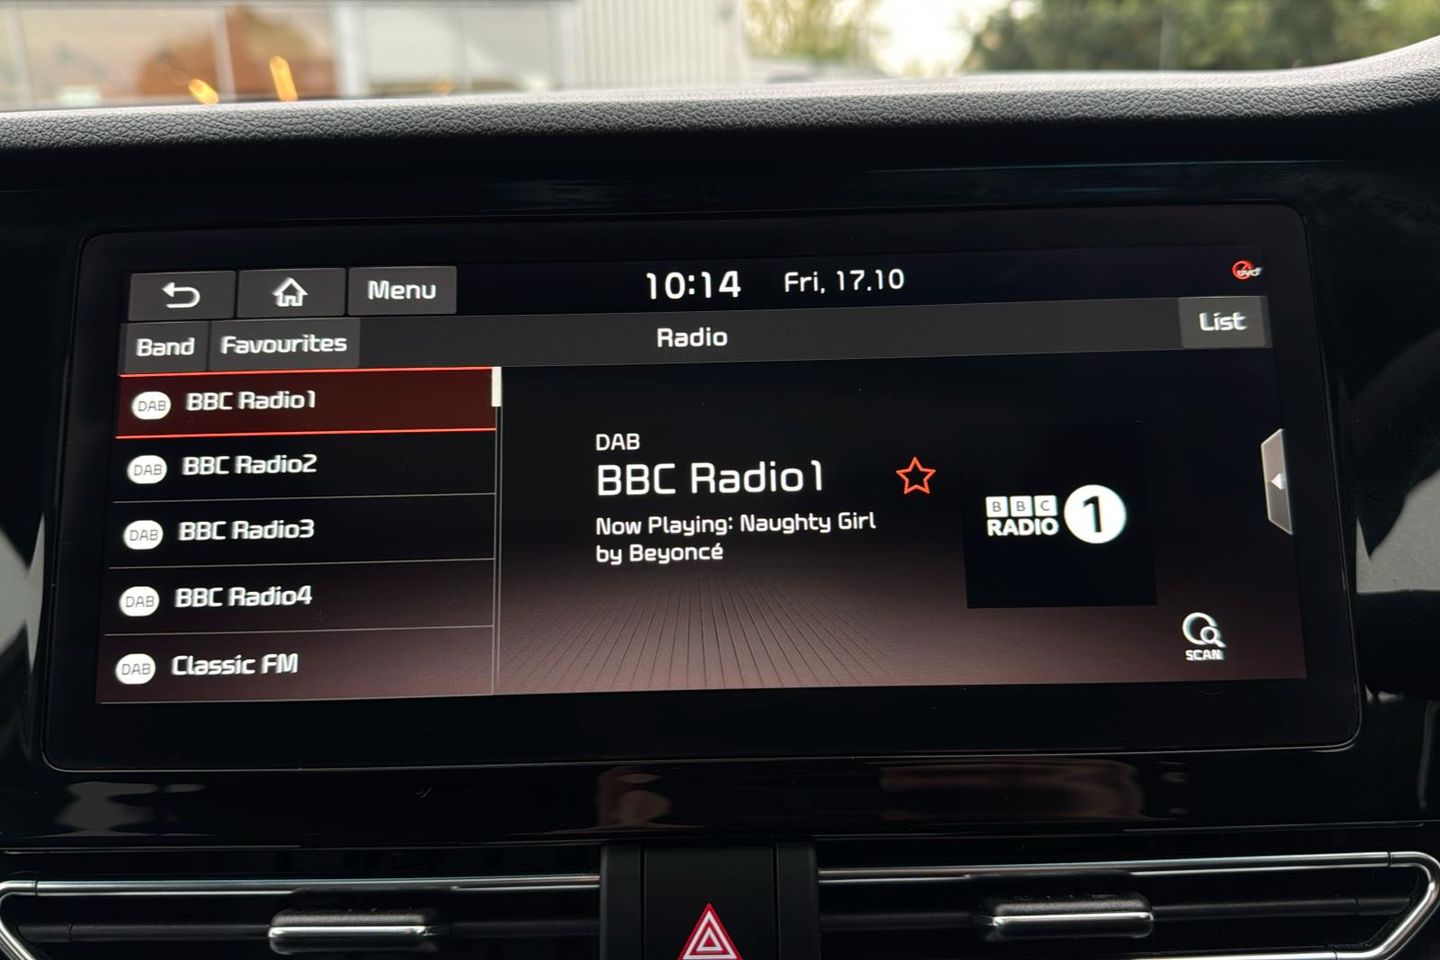 Menu
10:14
Fri, 17.10
Band
Favourites
Radio
List
DAB BBC Radio1
DAB BBC Radio2
DAB BBC Radio3
DAB BBC Radio4
DAB Classic FM
DAB
BBC Radio1
Now Playing: Naughty Girl
by Beyoncé
BBC
RADIO 1
SCAN